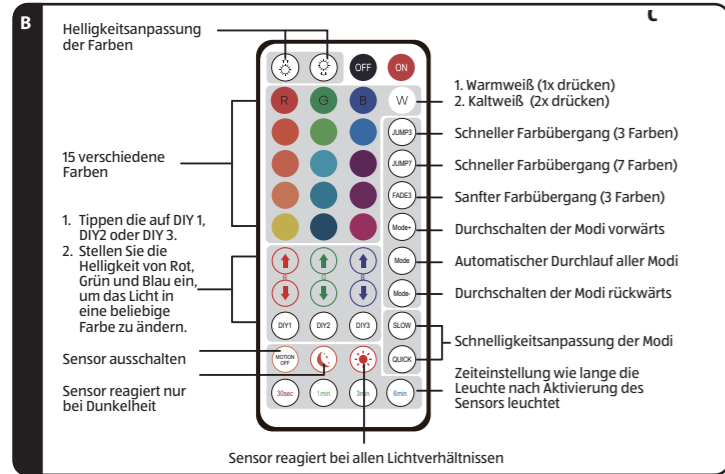 B
Helligkeitsanpassung
der Farben
OFF
ON
R
G
B
W
1. Warmweiß (1x drücken)
2. Kaltweiß (2x drücken)
JUMP3
Schneller Farbübergang (3 Farben)
JUMP7
Schneller Farbübergang (7 Farben)
15 verschiedene
Farben
FADE3
Sanfter Farbübergang (3 Farben)
1. Tippen die auf DIY 1,
DIY2 oder DIY 3.
2. Stellen Sie die
Helligkeit von Rot,
Grün und Blau ein,
um das Licht in
eine beliebige
Farbe zu ändern.
Mode+
Durchschalten der Modi vorwärts
R
G
B
Mode
Automatischer Durchlauf aller Modi
Mode-
Durchschalten der Modi rückwärts
DIY1
DIY2
DIY3
SLOW
QUICK
Schnelligkeitsanpassung der Modi
Sensor ausschalten
MOTION
OFF
Sensor reagiert nur
bei Dunkelheit
30sec
1min
3min
6min
Zeiteinstellung wie lange die
Leuchte nach Aktivierung des
Sensors leuchtet
Sensor reagiert bei allen Lichtverhältnissen